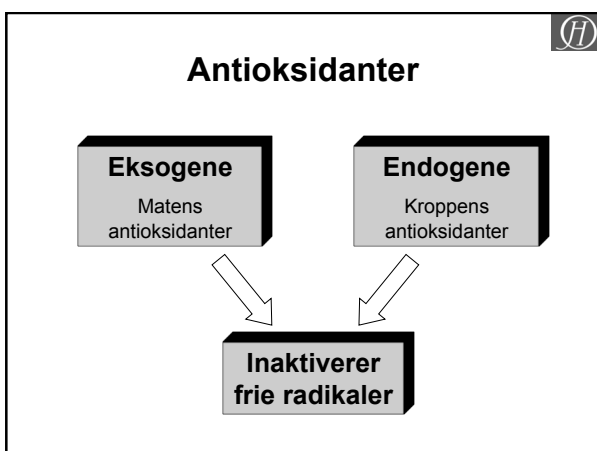 Antioksidanter
Eksogene
Matens
antioksidanter
Endogene
Kroppens
antioksidanter
Inaktiverer
frie radikaler